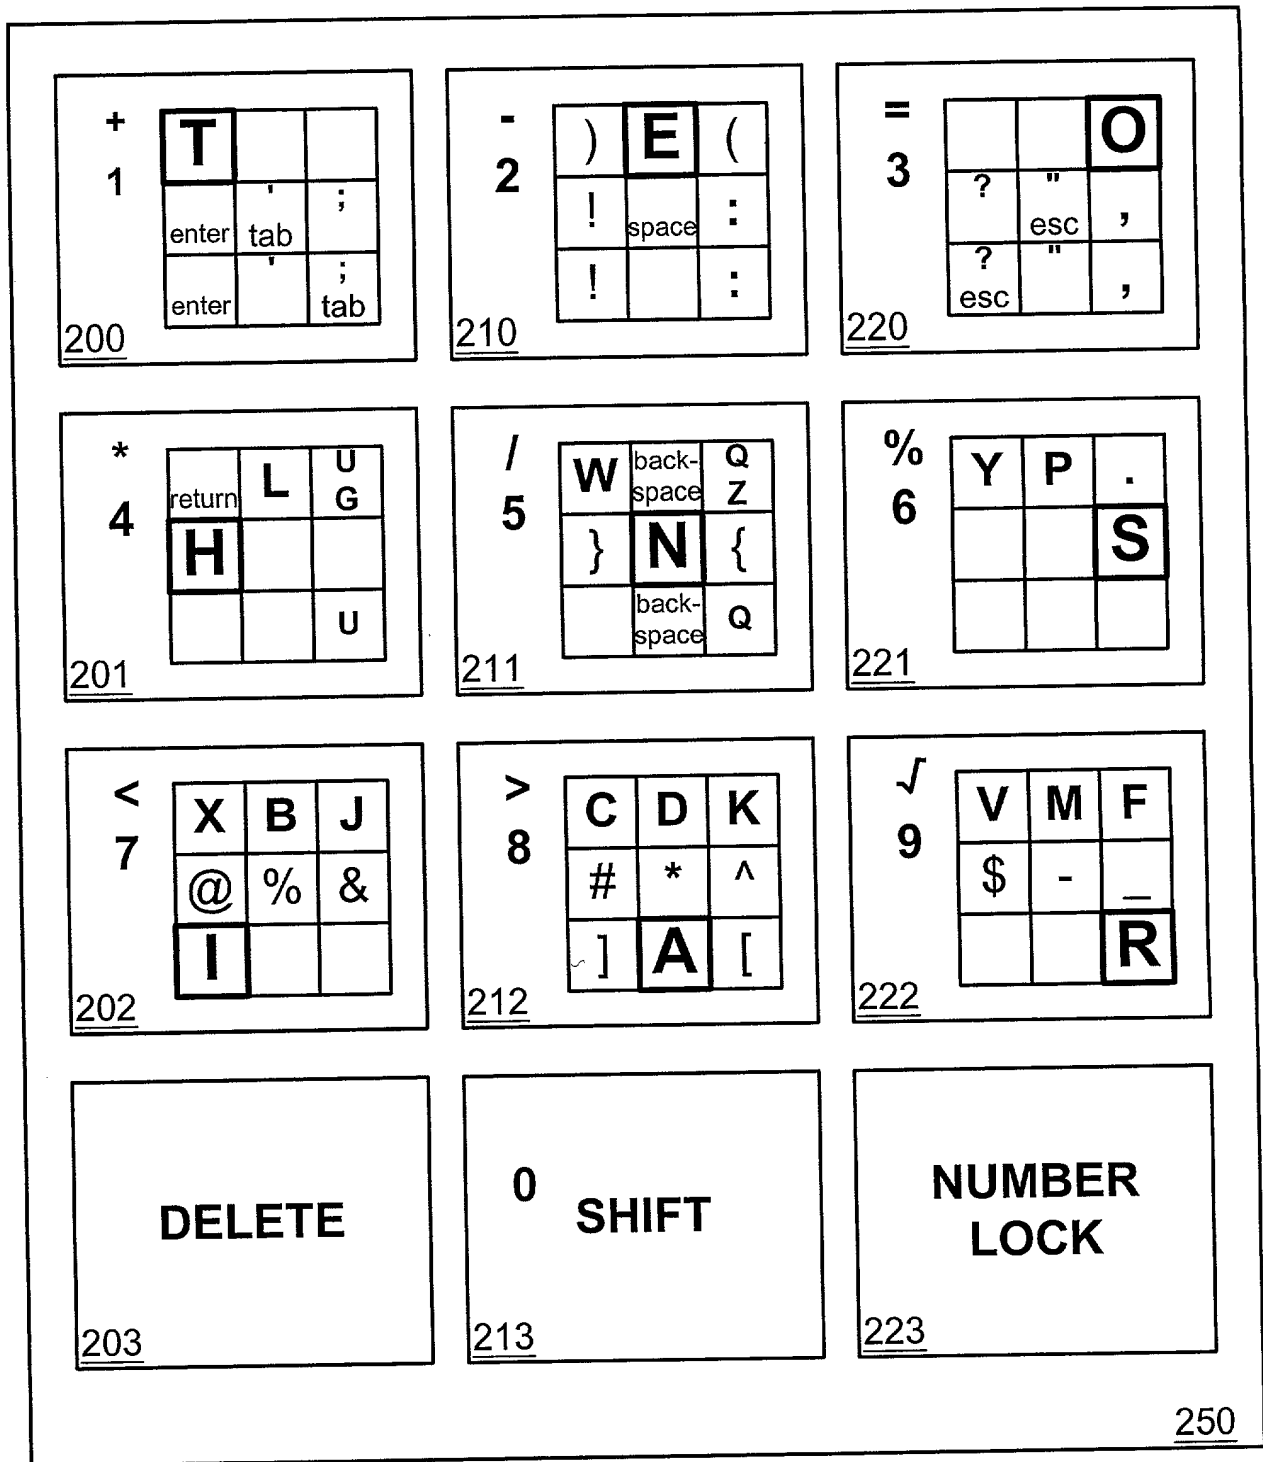 +
1
T
enter ' tab ;
enter ' ; tab
200
-
2
) E (
! space :
! :
210
=
3
O
? " esc ,
? esc " ,
220
*
4
return L U G
H
U
201
/
5
W back-space Q Z
} N {
back-space Q
211
%
6
Y P .
S
221
<
7
X B J
@ % &
I
202
>
8
C D K
# * ^
] A [
212
√
9
V M F
$ - _
R
222
DELETE
203
0
SHIFT
213
NUMBER
LOCK
223
250